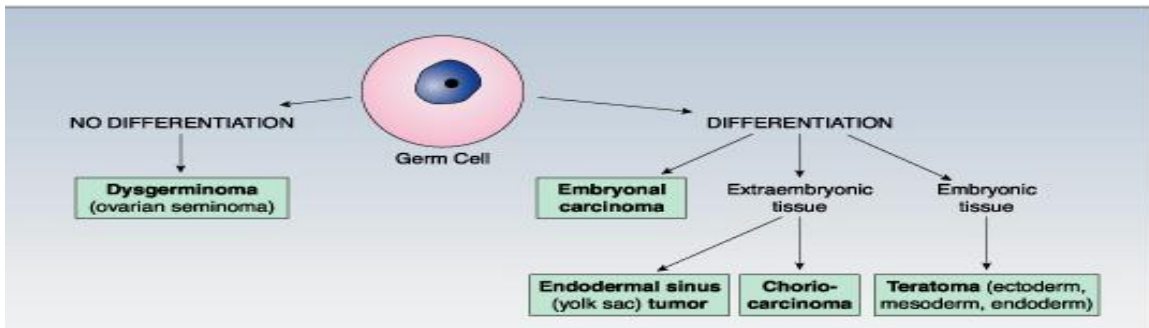 Germ Cell
NO DIFFERENTIATION
Dysgerminoma
(ovarian seminoma)
DIFFERENTIATION
Embryonal
carcinoma
Extraembryonic
tissue
Embryonic
tissue
Endodermal sinus
(yolk sac) tumor
Chorio-
carcinoma
Teratoma (ectoderm,
mesoderm, endoderm)